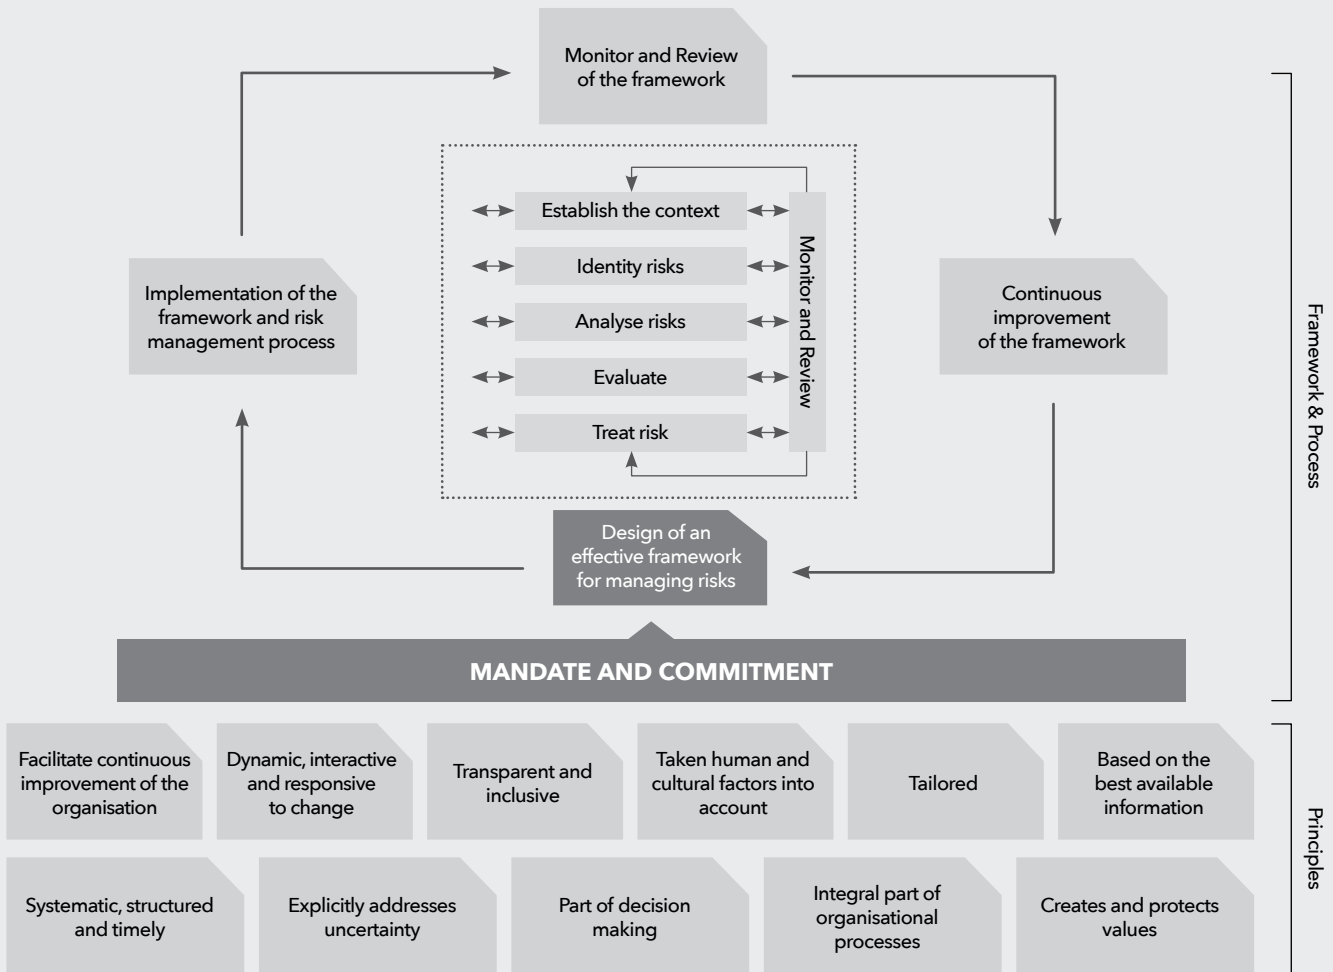 Monitor and Review
of the framework
Establish the context
Identity risks
Analyse risks
Evaluate
Treat risk
Monitor and Review
Implementation of the
framework and risk
management process
Continuous
improvement
of the framework
Framework & Process
Design of an
effective framework
for managing risks
MANDATE AND COMMITMENT
Facilitate continuous
improvement of the
organisation
Dynamic, interactive
and responsive
to change
Transparent and
inclusive
Taken human and
cultural factors into
account
Tailored
Based on the
best available
information
Principles
Systematic, structured
and timely
Explicitly addresses
uncertainty
Part of decision
making
Integral part of
organisational
processes
Creates and protects
values